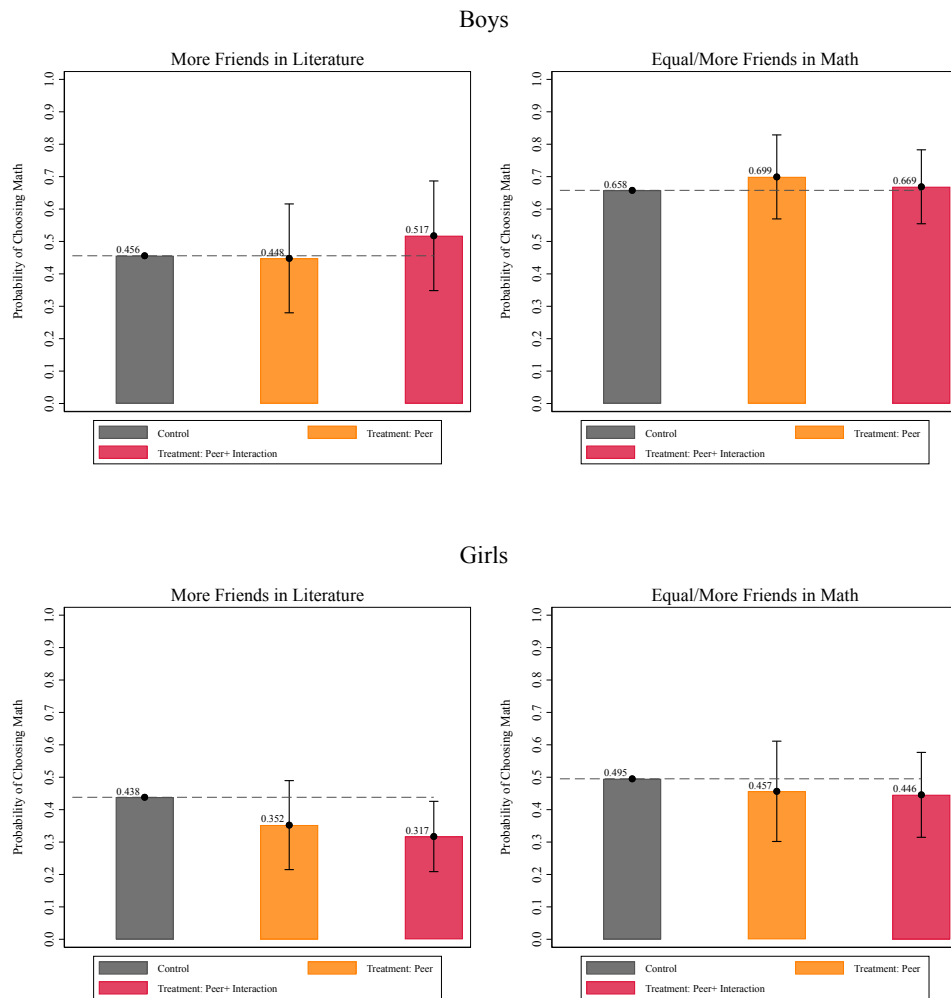 Boys
More Friends in Literature
Equal/More Friends in Math
Probability of Choosing Math
0.0 0.1 0.2 0.3 0.4 0.5 0.6 0.7 0.8 0.9 1.0
0.456
0.448
0.517
Probability of Choosing Math
0.0 0.1 0.2 0.3 0.4 0.5 0.6 0.7 0.8 0.9 1.0
0.658
0.699
0.669
Control
Treatment: Peer
Treatment: Peer+ Interaction
Control
Treatment: Peer
Treatment: Peer+ Interaction
Girls
More Friends in Literature
Equal/More Friends in Math
Probability of Choosing Math
0.0 0.1 0.2 0.3 0.4 0.5 0.6 0.7 0.8 0.9 1.0
0.438
0.352
0.317
Probability of Choosing Math
0.0 0.1 0.2 0.3 0.4 0.5 0.6 0.7 0.8 0.9 1.0
0.495
0.457
0.446
Control
Treatment: Peer
Treatment: Peer+ Interaction
Control
Treatment: Peer
Treatment: Peer+ Interaction